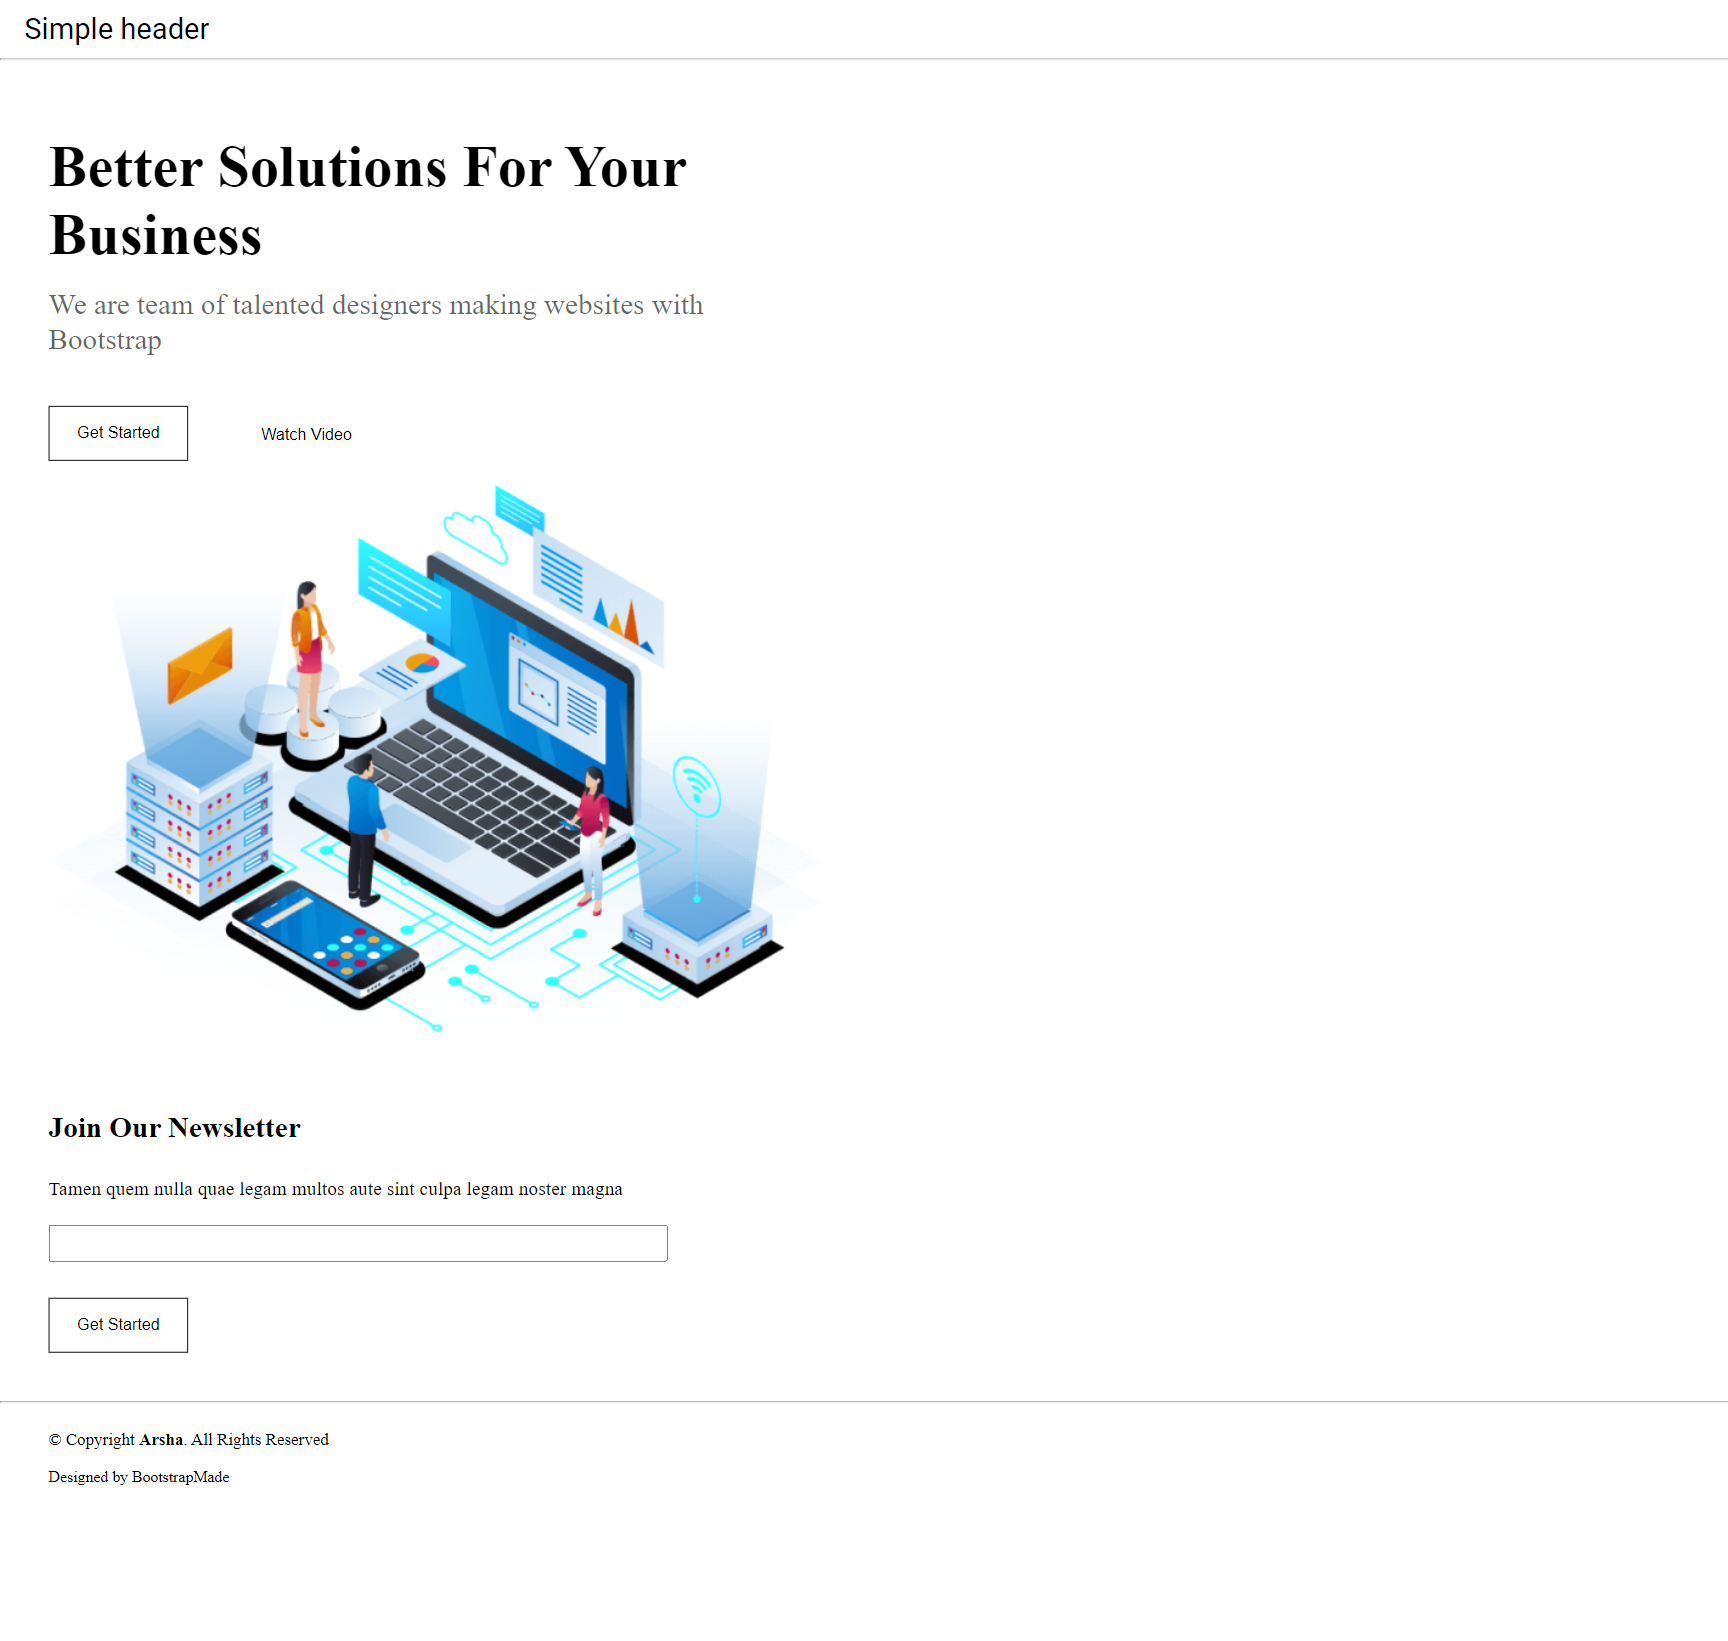 Simple header
Better Solutions For Your
Business
We are team of talented designers making websites with
Bootstrap
Get Started
Watch Video
Join Our Newsletter
Tamen quem nulla quae legam multos aute sint culpa legam noster magna
Get Started
© Copyright Arsha. All Rights Reserved
Designed by BootstrapMade